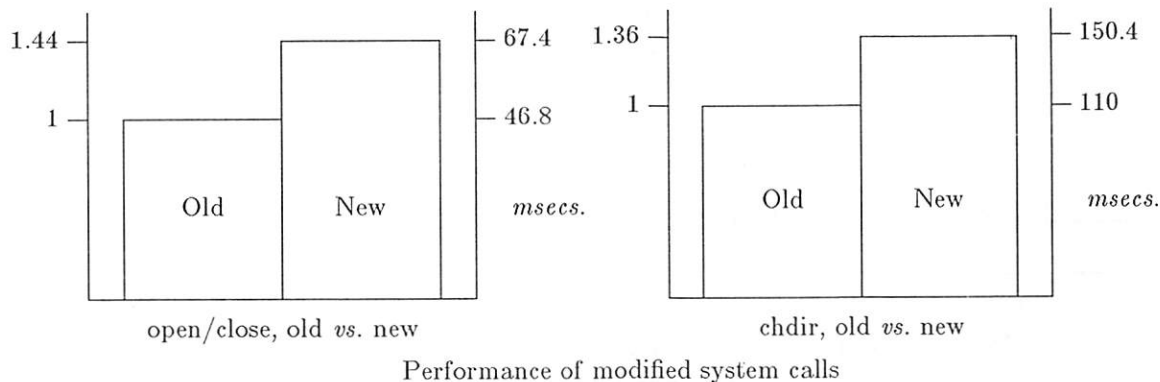 1.44
67.4
1
46.8
Old
New
msecs.
open/close, old vs. new
1.36
150.4
1
110
Old
New
msecs.
chdir, old vs. new
Performance of modified system calls